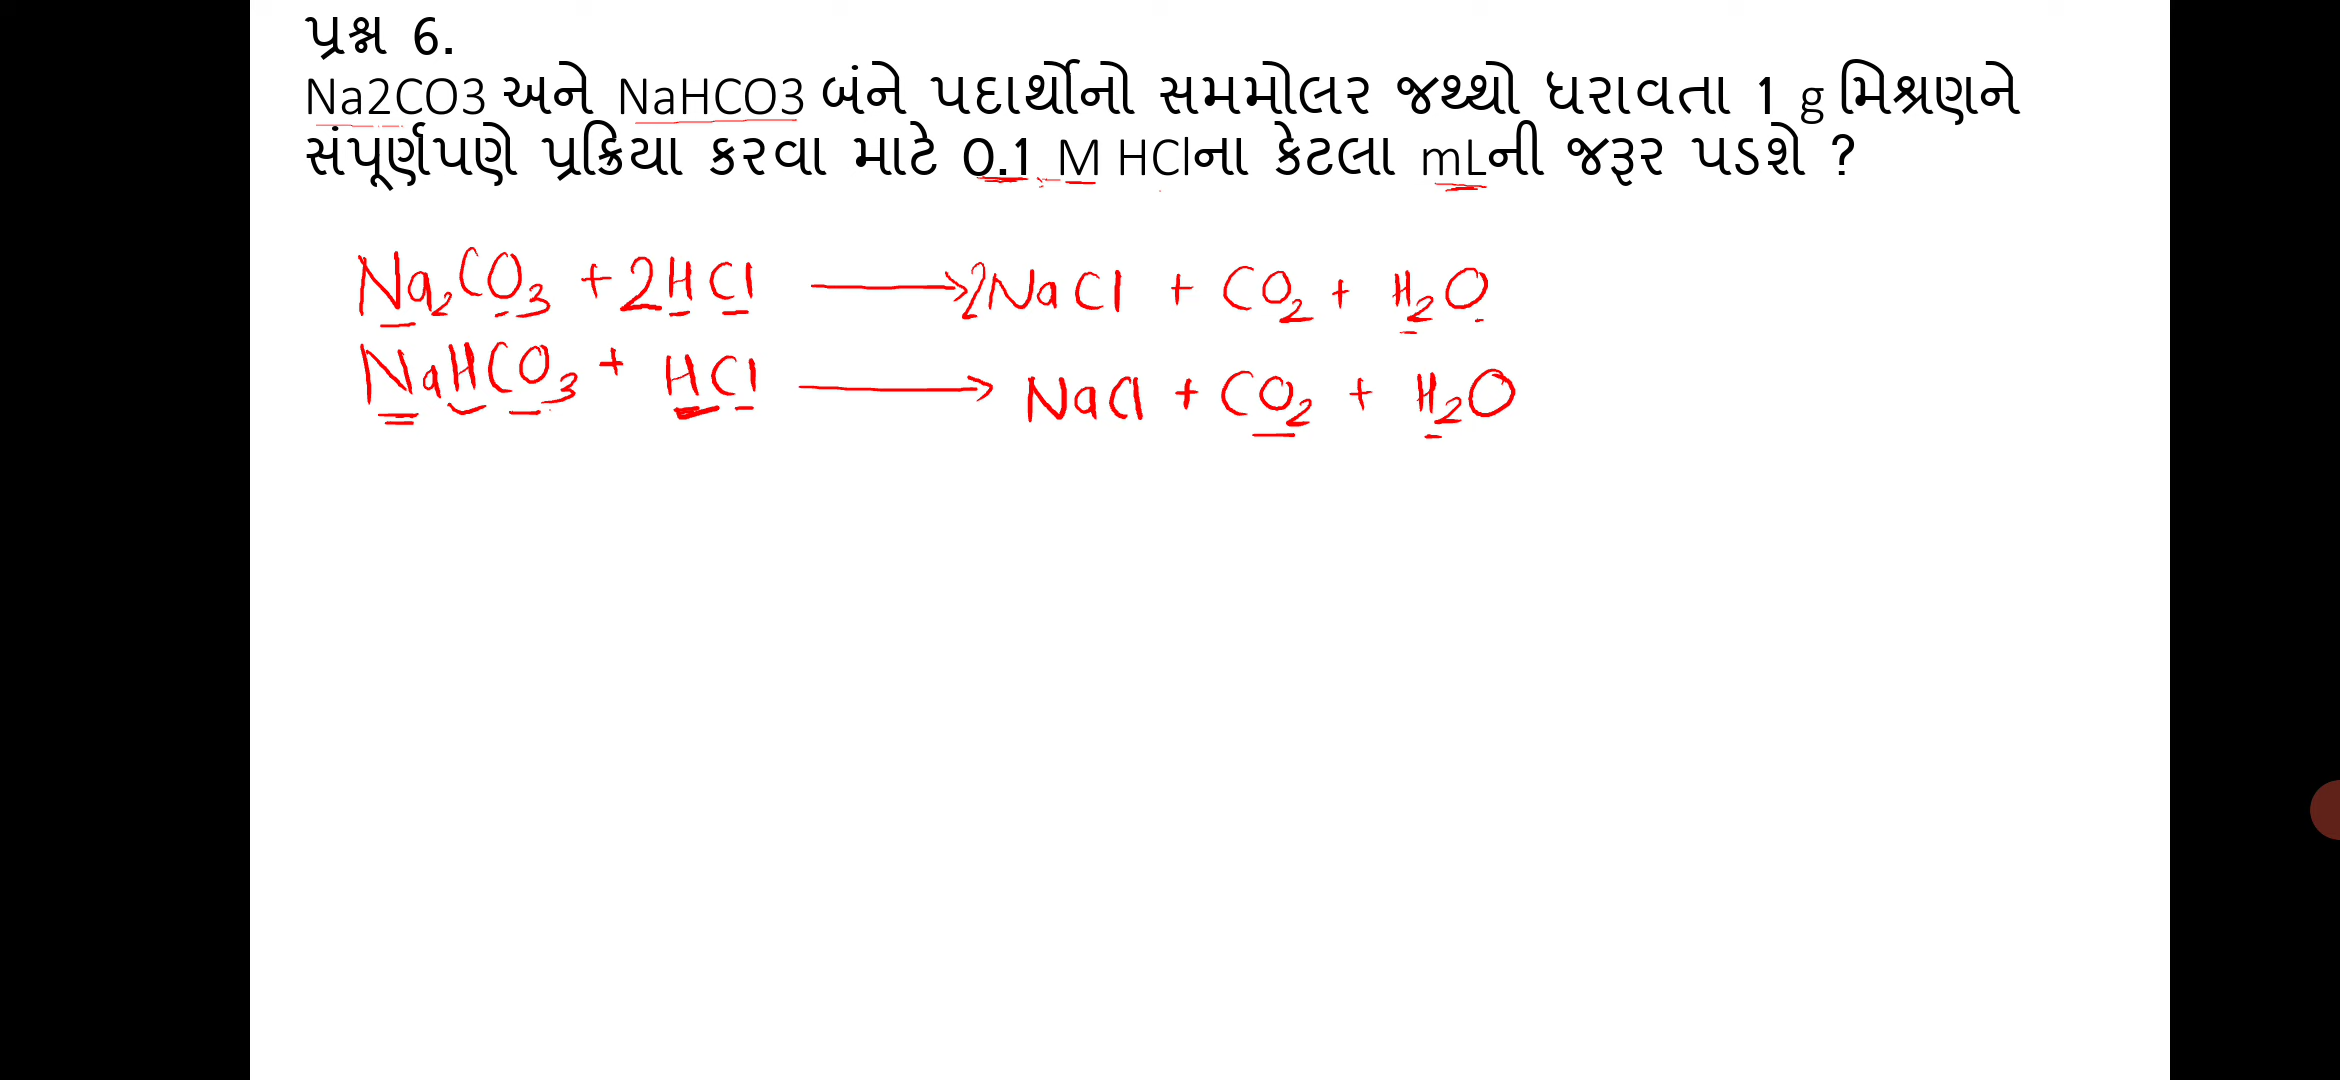 પ્રશ્ન 6.
Na2CO3 અને NaHCO3 બંને પદાર્થોનો સમમોલર જથ્થો ધરાવતા 1 g મિશ્રણને
સંપૂર્ણપણે પ્રક્રિયા કરવા માટે 0.1 M HClના કેટલા mLની જરૂર પડશે ?
Na₂CO₃ + 2HCl ⟶ 2NaCl + CO₂ + H₂O
NaHCO₃ + HCl ⟶ NaCl + CO₂ + H₂O